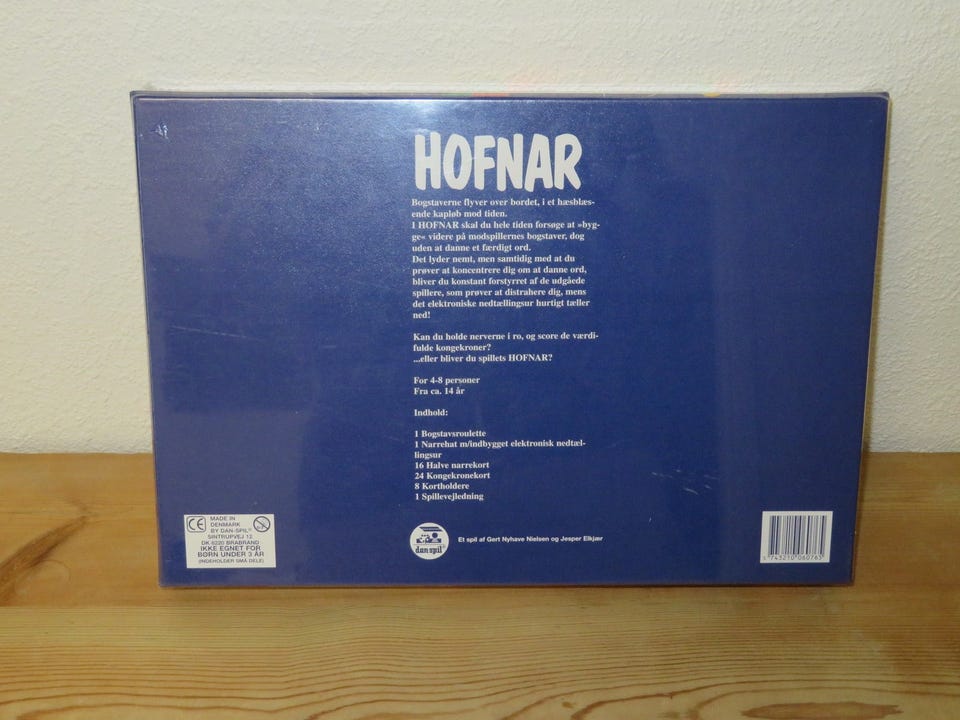 HOFNAR
Bogstaverne flyver over bordet, i et hæsblæs-
ende kapløb mod tiden.
I HOFNAR skal du hele tiden forsøge at »byg-
ge« videre på modspillernes bogstaver, dog
uden at danne et færdigt ord.
Det lyder nemt, men samtidig med at du
prøver at koncentrere dig om at danne ord,
bliver du konstant forstyrret af de udgåede
spillere, som prøver at distrahere dig, mens
det elektroniske nedtællingsur hurtigt tæller
ned!
Kan du holde nerverne i ro, og score de værdi-
fulde kongekroner?
...eller bliver du spillets HOFNAR?
For 4-8 personer
Fra ca. 14 år
Indhold:
1 Bogstavsroulette
1 Narrehat m/indbygget elektronisk nedtæl-
lingsur
16 Halve narrekort
24 Kongekronekort
8 Kortholdere
1 Spillevejledning
CE MADE IN
DENMARK
BY DAN-SPIL®
SINTRUPVEJ 12
DK 8220 BRABRAND
IKKE EGNET FOR
BØRN UNDER 3 ÅR
(INDEHOLDER SMÅ DELE)
dan spil
Et spil af Gert Nyhave Nielsen og Jesper Elkjær
5 743210 060763